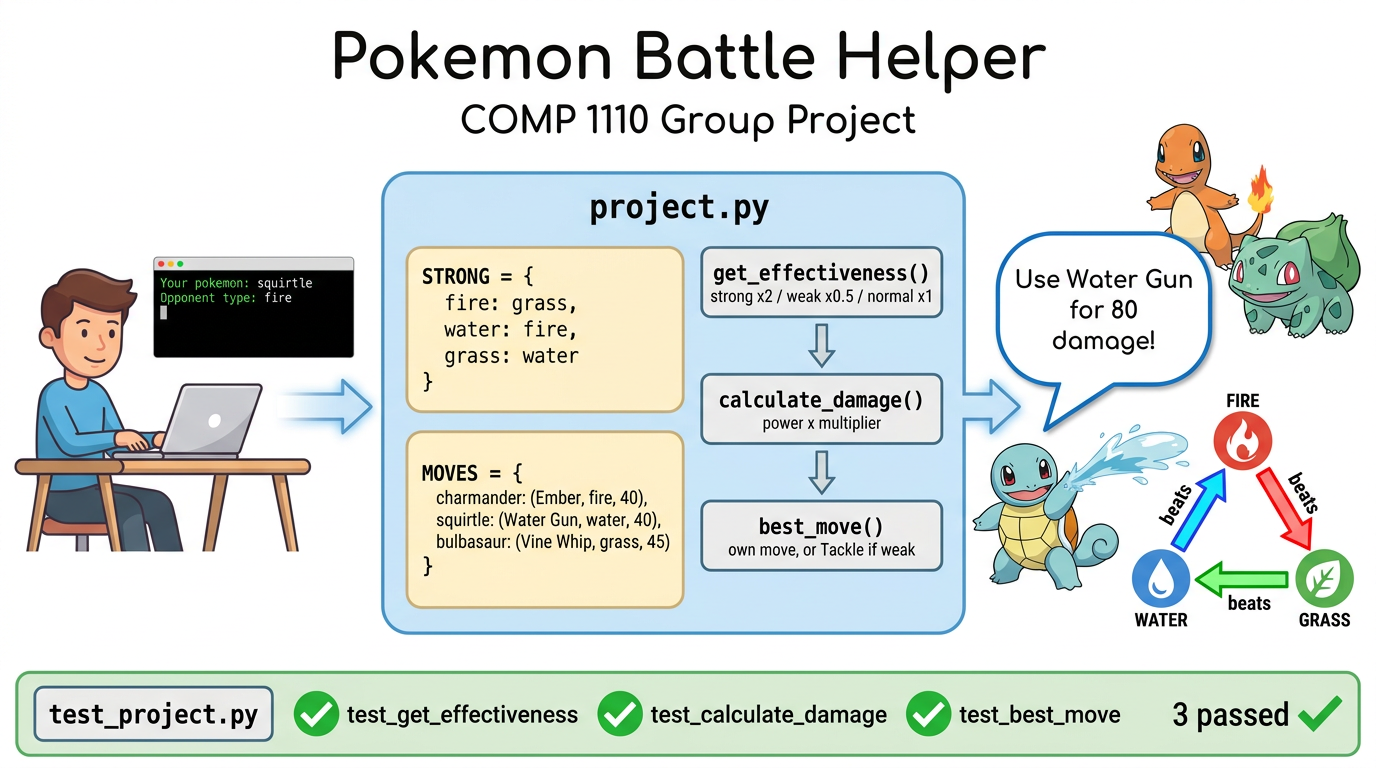 Pokemon Battle Helper
COMP 1110 Group Project
Your pokemon: squirtle
Opponent type: fire
project.py
STRONG = {
fire: grass,
water: fire,
grass: water
}
MOVES = {
charmander: (Ember, fire, 40),
squirtle: (Water Gun, water, 40),
bulbasaur: (Vine Whip, grass, 45)
}
get_effectiveness()
strong x2 / weak x0.5 / normal x1
calculate_damage()
power x multiplier
best_move()
own move, or Tackle if weak
Use Water Gun
for 80
damage!
FIRE
beats
beats
beats
WATER
GRASS
test_project.py
test_get_effectiveness
test_calculate_damage
test_best_move
3 passed